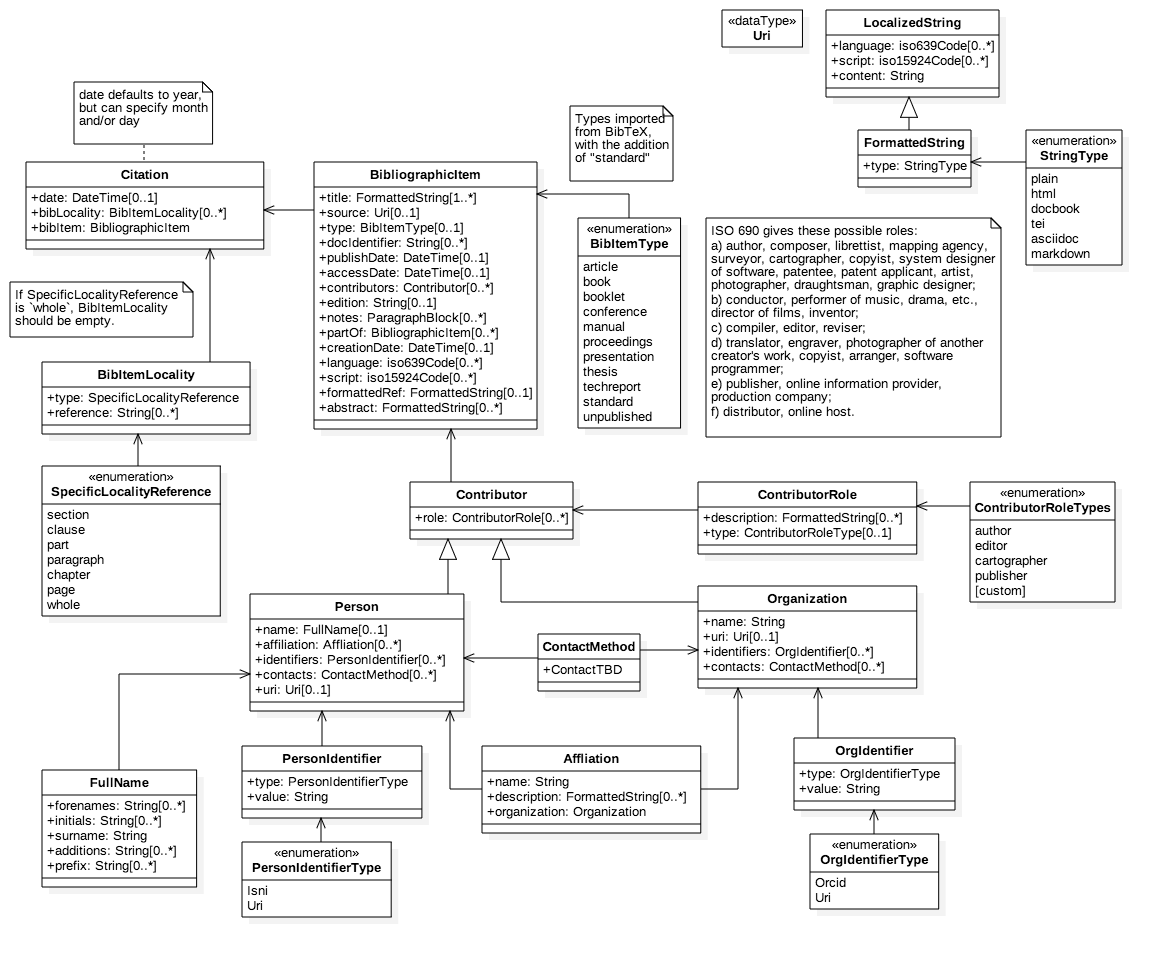 «dataType»
Uri
LocalizedString
+language: iso639Code[0..*]
+script: iso15924Code[0..*]
+content: String
date defaults to year,
but can specify month
and/or day
Types imported
from BibTeX,
with the addition
of "standard"
FormattedString
+type: StringType
«enumeration»
StringType
plain
html
docbook
tei
asciidoc
markdown
Citation
+date: DateTime[0..1]
+bibLocality: BibItemLocality[0..*]
+bibItem: BibliographicItem
BibliographicItem
+title: FormattedString[1..*]
+source: Uri[0..1]
+type: BibItemType[0..1]
+docIdentifier: String[0..*]
+publishDate: DateTime[0..1]
+accessDate: DateTime[0..1]
+contributors: Contributor[0..*]
+edition: String[0..1]
+notes: ParagraphBlock[0..*]
+partOf: BibliographicItem[0..*]
+creationDate: DateTime[0..1]
+language: iso639Code[0..*]
+script: iso15924Code[0..*]
+formattedRef: FormattedString[0..1]
+abstract: FormattedString[0..*]
«enumeration»
BibItemType
article
book
booklet
conference
manual
proceedings
presentation
thesis
techreport
standard
unpublished
ISO 690 gives these possible roles:
a) author, composer, librettist, mapping agency,
surveyor, cartographer, copyist, system designer
of software, patentee, patent applicant, artist,
photographer, draughtsman, graphic designer;
b) conductor, performer of music, drama, etc.,
director of films, inventor;
c) compiler, editor, reviser;
d) translator, engraver, photographer of another
creator's work, copyist, arranger, software
programmer;
e) publisher, online information provider,
production company;
f) distributor, online host.
If SpecificLocalityReference
is `whole`, BibItemLocality
should be empty.
BibItemLocality
+type: SpecificLocalityReference
+reference: String[0..*]
«enumeration»
SpecificLocalityReference
section
clause
part
paragraph
chapter
page
whole
Contributor
+role: ContributorRole[0..*]
ContributorRole
+description: FormattedString[0..*]
+type: ContributorRoleType[0..1]
«enumeration»
ContributorRoleTypes
author
editor
cartographer
publisher
[custom]
Person
+name: FullName[0..1]
+affiliation: Affliation[0..*]
+identifiers: PersonIdentifier[0..*]
+contacts: ContactMethod[0..*]
+uri: Uri[0..1]
ContactMethod
+ContactTBD
Organization
+name: String
+uri: Uri[0..1]
+identifiers: OrgIdentifier[0..*]
+contacts: ContactMethod[0..*]
FullName
+forenames: String[0..*]
+initials: String[0..*]
+surname: String
+additions: String[0..*]
+prefix: String[0..*]
PersonIdentifier
+type: PersonIdentifierType
+value: String
Affliation
+name: String
+description: FormattedString[0..*]
+organization: Organization
OrgIdentifier
+type: OrgIdentifierType
+value: String
«enumeration»
PersonIdentifierType
Isni
Uri
«enumeration»
OrgIdentifierType
Orcid
Uri